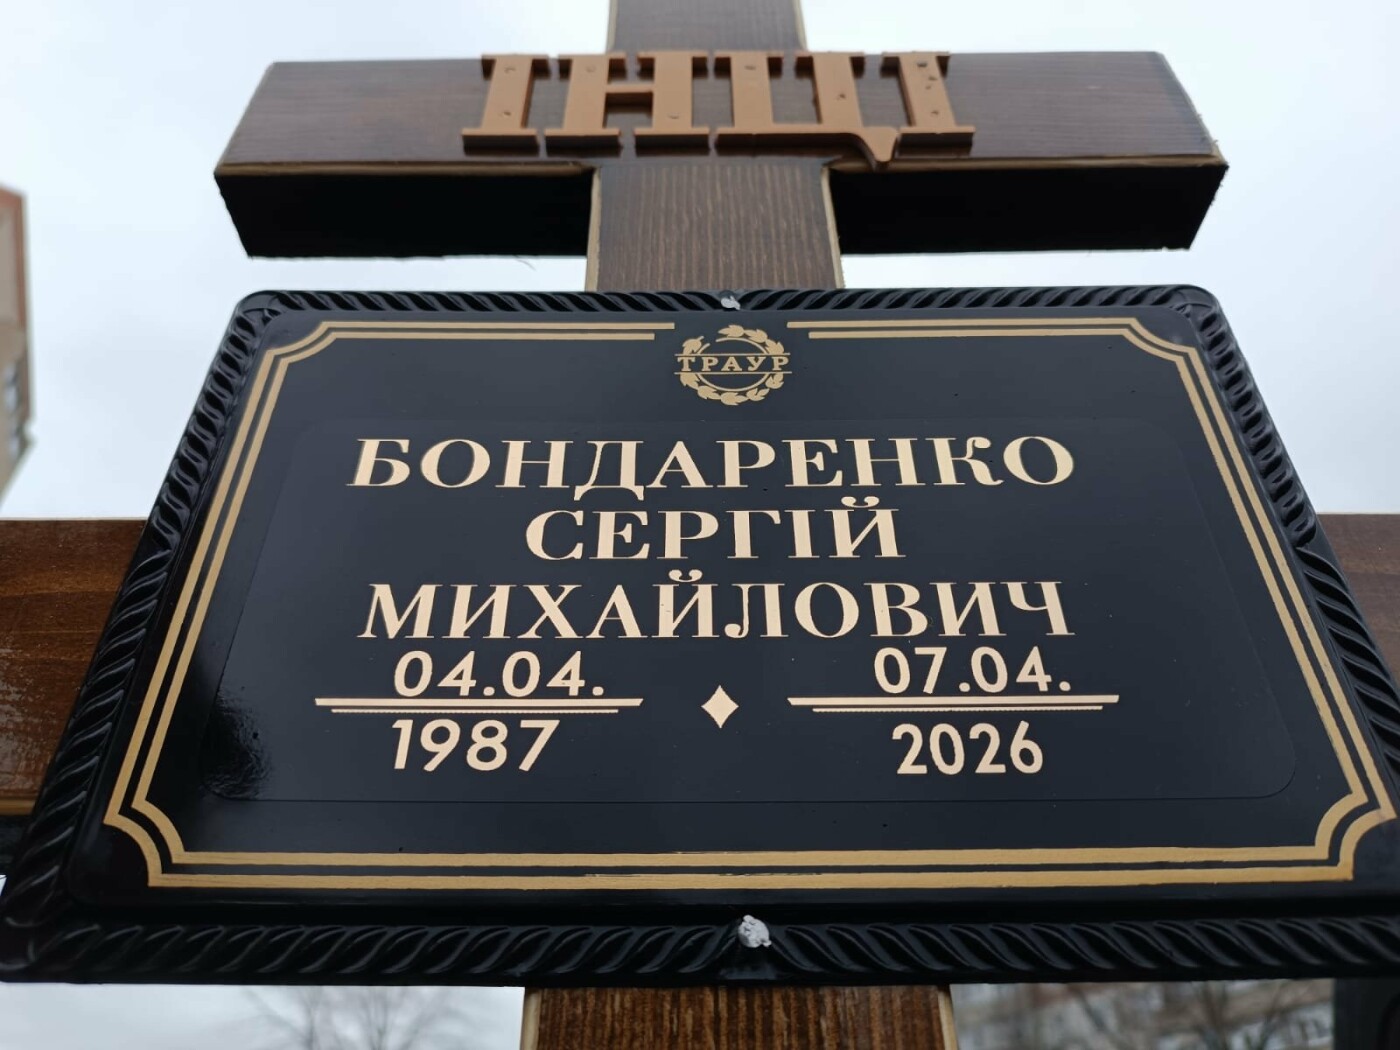 ІНЦІ
ТРАУР
БОНДАРЕНКО
СЕРГІЙ
МИХАЙЛОВИЧ
04.04. 07.04.
1987 2026